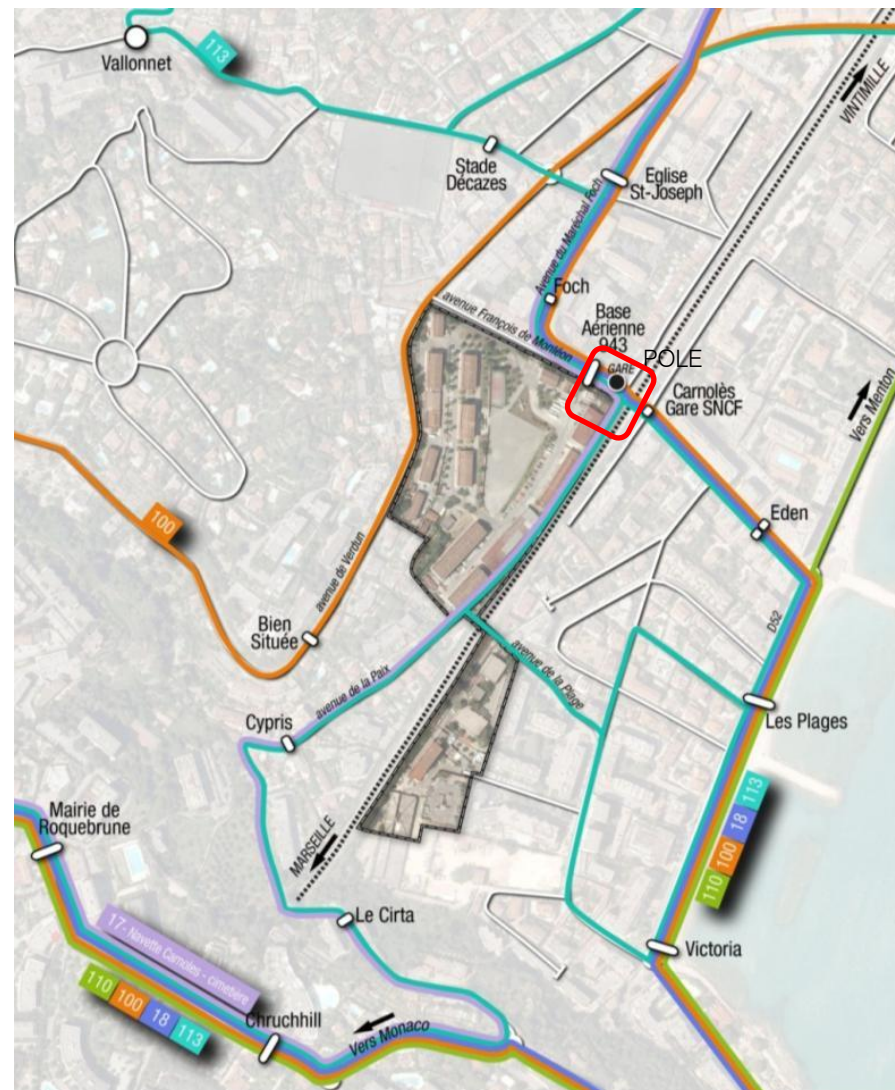 113
Vallonnet
VINTIMILLE
Stade
Décazes
Eglise
St-Joseph
Avenue du Maréchal Foch
Foch
avenue François de Monléon
Base
Aérienne
943
GARE
POLE
Carnolès
Gare SNCF
Vers Menton
100
avenue de Verdun
Eden
Bien
Située
D52
avenue de la Plage
avenue de la Paix
Les Plages
Cypris
Mairie de
Roquebrune
MARSEILLE
110 100 18 113
Le Cirta
17- Navette Carnoles - cimetière
Victoria
110 100 18 113
Chruchhill
Vers Monaco